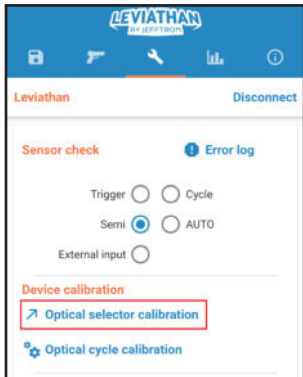 LEVIATHAN
BY JEFFTRON
Leviathan Disconnect
Sensor check Error log
Trigger Cycle
Semi AUTO
External input
Device calibration
Optical selector calibration
Optical cycle calibration